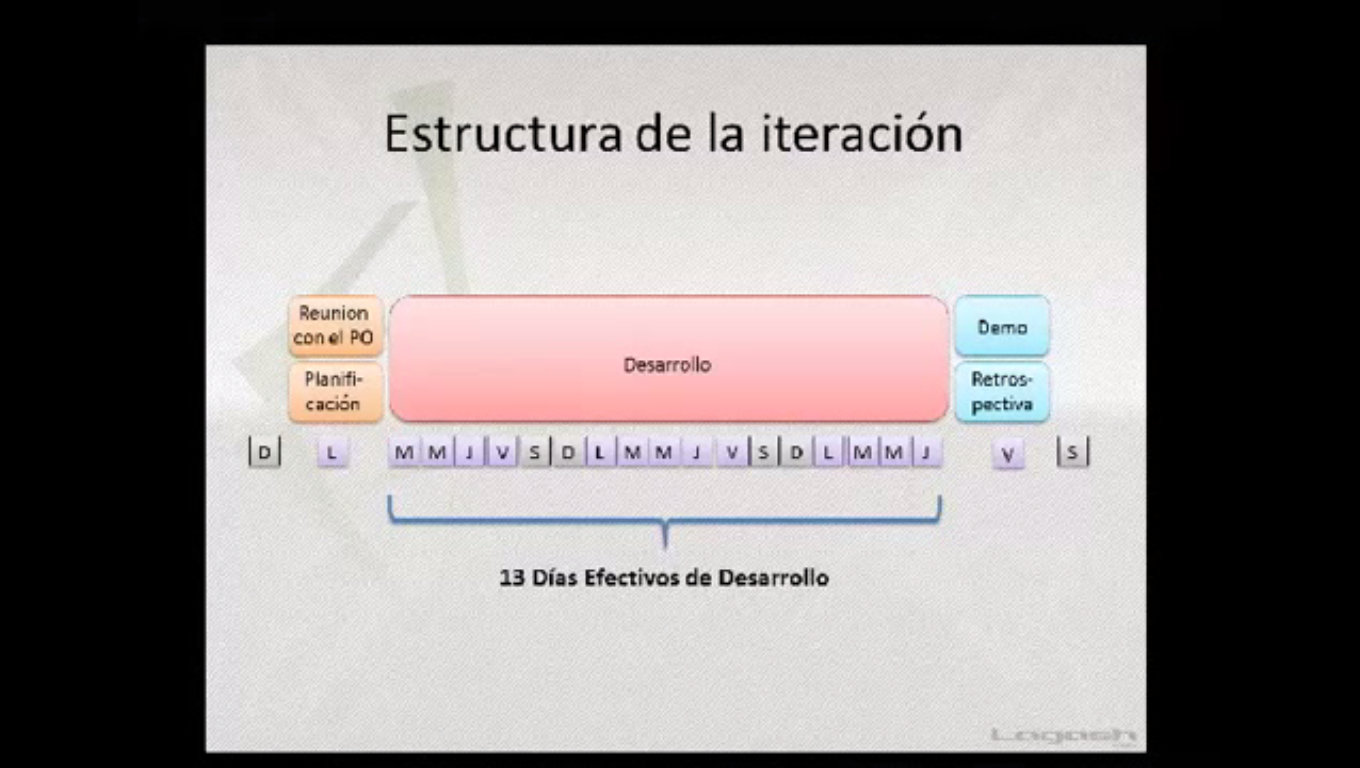 Estructura de la iteración
Reunion
con el PO
Planifi-
cación
Desarrollo
Demo
Retros-
pectiva
D L M M J V S D L M M J V S D L M M J V S
13 Días Efectivos de Desarrollo
Lagash